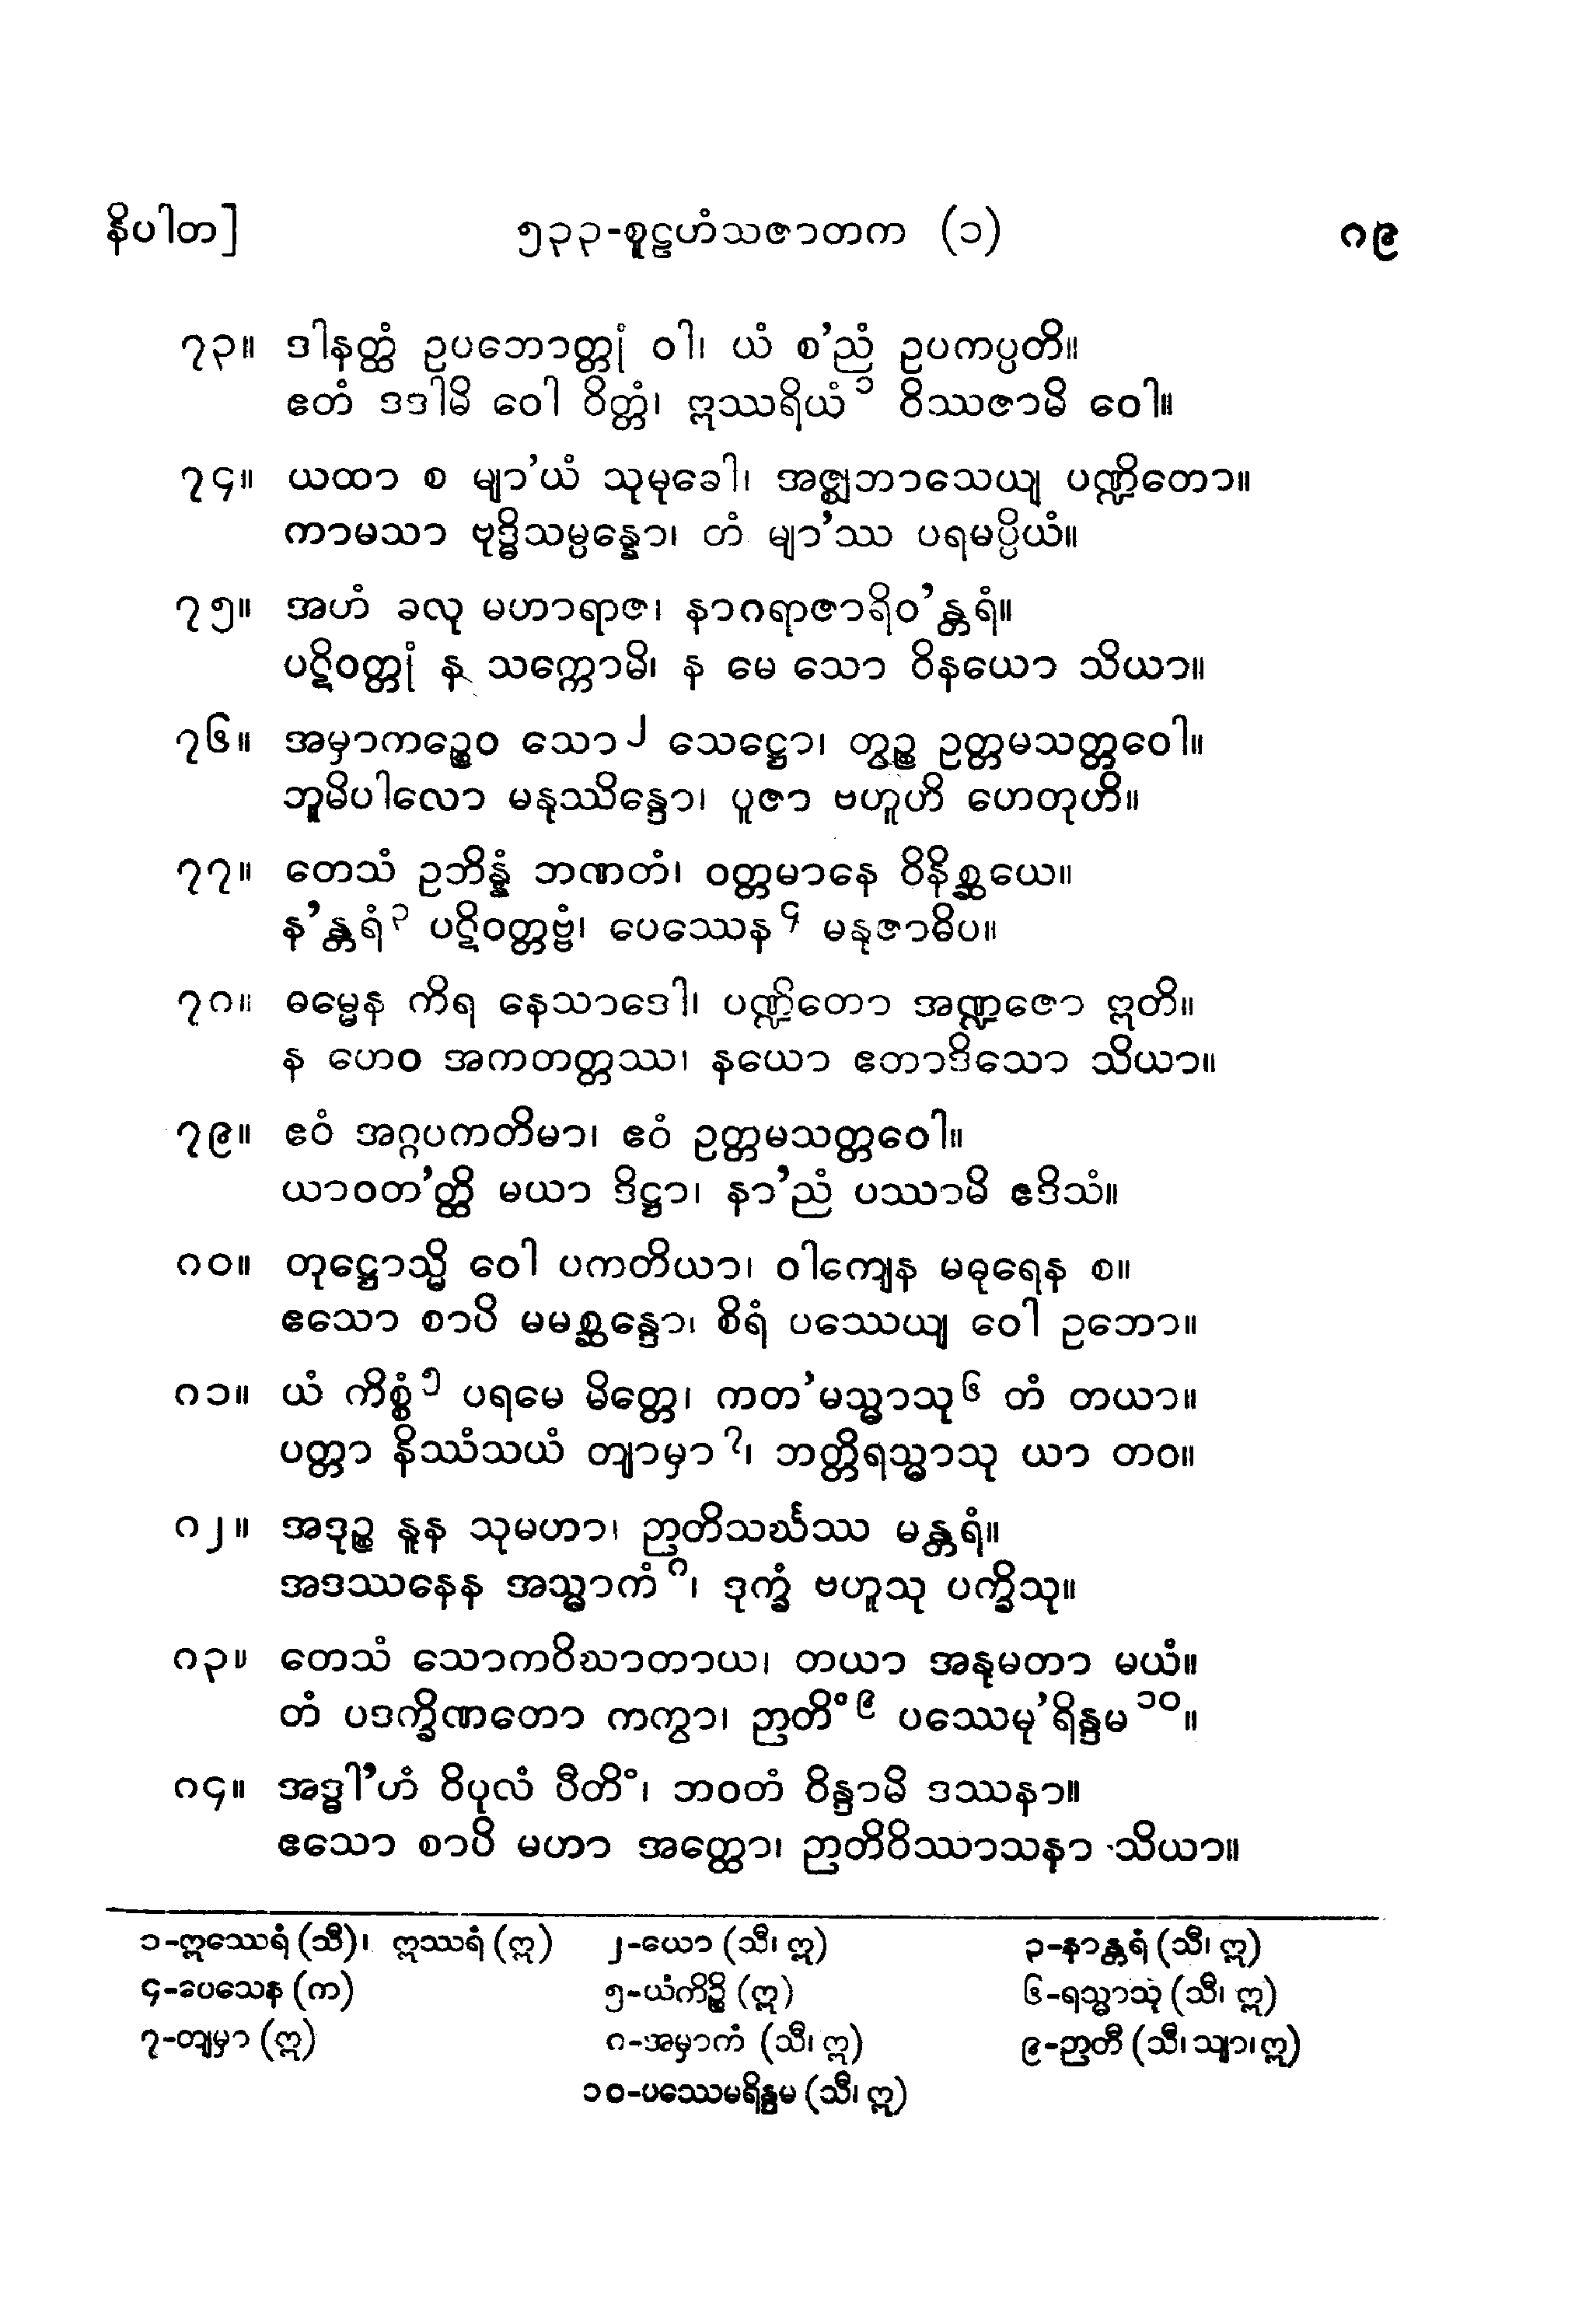 နိပါတ]	၅၃၃-စူဠဟံသဇာတက (၁)	၈၉
၇၃။ ဒါနတ္ထံ ဥပဘောတ္တုံ ဝါ၊ ယံ စ’ညံ ဥပကပ္ပတိ။
ဧတံ ဒဒါမိ ဝေါ ဝိတ္တံ၊ ဣဿရိယံ ၁ ဝိဿဇာမိ ဝေါ။
၇၄။ ယထာ စ မျာ’ယံ သုမုခေါ၊ အဇ္ဈဘာသေယျ ပဏ္ဍိတော။
ကာမသာ ဗုဒ္ဓိသမ္ပန္နော၊ တံ မျာ’ဿ ပရမပ္ပိယံ။
၇၅။ အဟံ ခလု မဟာရာဇ၊ နာဂရာဇာရိဝ’န္တရံ။
ပဋိဝတ္တုံ န သက္ကောမိ၊ န မေ သော ဝိနယော သိယာ။
၇၆။ အမှာကဉ္စေဝ သော ၂ သေဋ္ဌော၊ တွဉ္စ ဥတ္တမသတ္တဝေါ။
ဘူမိပါလော မနုဿိန္ဒော၊ ပူဇာ ဗဟူဟိ ဟေတုဟိ။
၇၇။ တေသံ ဥဘိန္နံ ဘဏတံ၊ ဝတ္တမာနေ ဝိနိစ္ဆယေ။
န’န္တရံ ၃ ပဋိဝတ္တဗ္ဗံ၊ ပေဿေန ၄ မနုဇာဓိပ။
၇၈။ ဓမ္မေန ကိရ နေသာဒေါ၊ ပဏ္ဍိတော အဏ္ဍဇော ဣတိ။
န ဟေဝ အကတတ္တဿ၊ နယော ဧတာဒိသော သိယာ။
၇၉။ ဧဝံ အဂ္ဂပကတိမာ၊ ဧဝံ ဥတ္တမသတ္တဝေါ။
ယာဝတ’တ္ထိ မယာ ဒိဋ္ဌာ၊ နာ’ညံ ပဿာမိ ဧဒိသံ။
၈၀။ တုဋ္ဌောသ္မိ ဝေါ ပကတိယာ၊ ဝါကျေန မဓုရေန စ။
ဧသော စာပိ မမစ္ဆန္ဒော၊ စိရံ ပဿေယျ ဝေါ ဥဘော။
၈၁။ ယံ ကိစ္စံ ၅ ပရမေ မိတ္တေ၊ ကတ’မသ္မာသု ၆ တံ တယာ။
ပတ္တာ နိဿံသယံ တျာမှာ ၇၊ ဘတ္တိရသ္မာသု ယာ တဝ။
၈၂။ အဒုဉ္စ နူန သုမဟာ၊ ဉာတိသင်္ဃဿ မန္တရံ။
အဒဿနေန အသ္မာကံ ၈၊ ဒုက္ခံ ဗဟူသု ပက္ခိသု။
၈၃။ တေသံ သောကဝိဃာတာယ၊ တယာ အနုမတာ မယံ။
တံ ပဒက္ခိဏတော ကတွာ၊ ဉာတိံ ၉ ပဿေမု’ရိန္ဒမ ၁၀။
၈၄။ အဒ္ဓါ’ဟံ ဝိပုလံ ပီတိံ၊ ဘဝတံ ဝိန္ဒာမိ ဒဿနာ။
ဧသော စာပိ မဟာ အတ္ထော၊ ဉာတိဝိဿာသနာ သိယာ။
၁-ဣဿေရံ (သီ)၊ ဣဿရံ (ဣ)	၂-ယော (သီ၊ ဣ)	၃-နာန္တရံ (သီ၊ ဣ)
၄-ပေသေန (က)	၅-ယံကိဉ္စိ (ဣ)	၆-ရသ္မာသု (သီ၊ ဣ)
၇-တျမှာ (ဣ)	၈-အမှာကံ (သီ၊ ဣ)	၉-ဉာတီ (သီ၊ သျာ၊ ဣ)
၁၀-ပဿေမရိန္ဒမ (သီ၊ ဣ)